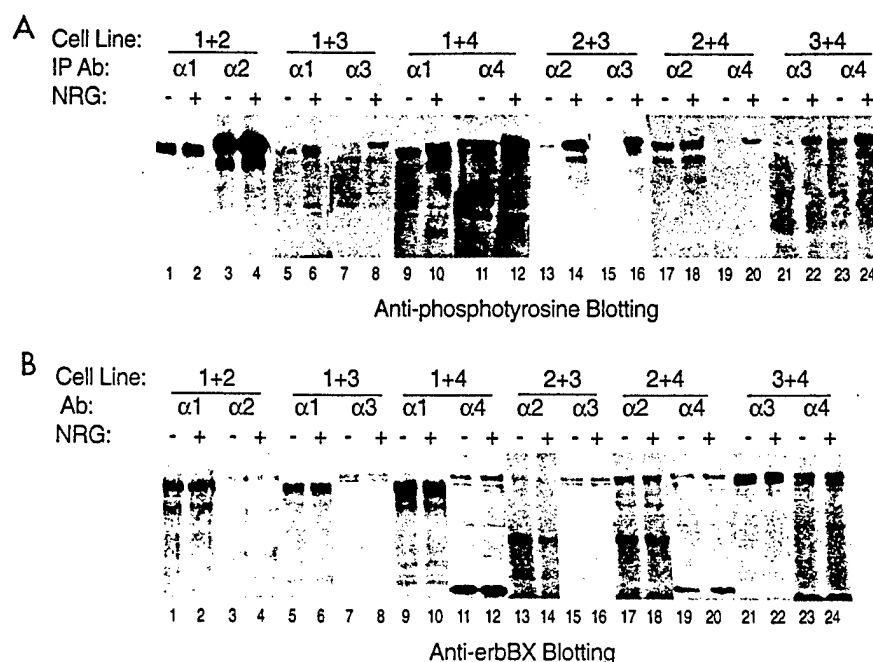 A
Cell Line: 1+2 1+3 1+4 2+3 2+4 3+4
IP Ab: α1 α2 α1 α3 α1 α4 α2 α3 α2 α4 α3 α4
NRG: - + - + - + - + - + - + - + - + - + - + - + - +
1 2 3 4 5 6 7 8 9 10 11 12 13 14 15 16 17 18 19 20 21 22 23 24
Anti-phosphotyrosine Blotting
B
Cell Line: 1+2 1+3 1+4 2+3 2+4 3+4
Ab: α1 α2 α1 α3 α1 α4 α2 α3 α2 α4 α3 α4
NRG: - + - + - + - + - + - + - + - + - + - + - + - +
1 2 3 4 5 6 7 8 9 10 11 12 13 14 15 16 17 18 19 20 21 22 23 24
Anti-erbBX Blotting